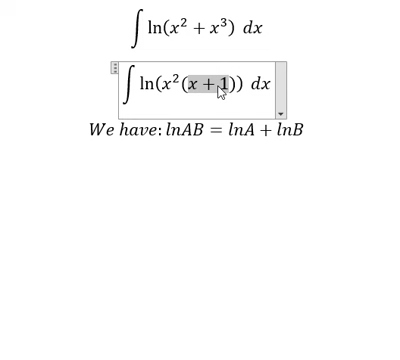 ∫ ln(x² + x³) dx
∫ ln(x²(x + 1)) dx
We have: lnAB = lnA + lnB